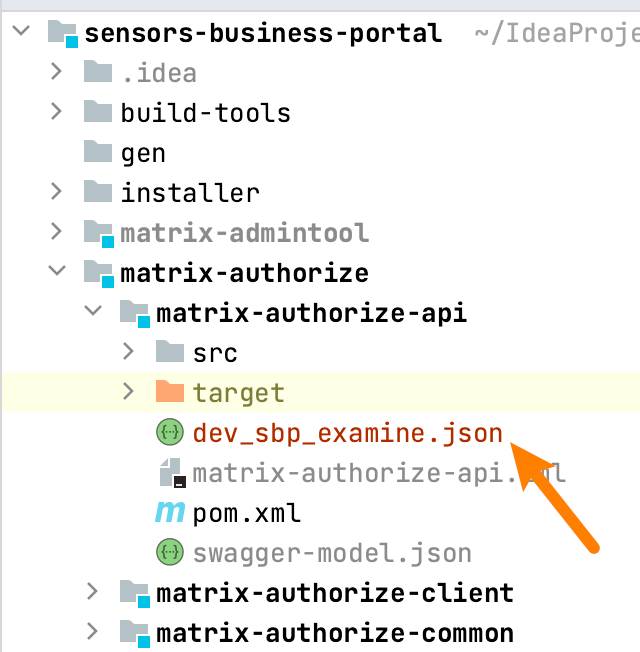 sensors-business-portal ~/IdeaProje
.idea
build-tools
gen
installer
matrix-admintool
matrix-authorize
matrix-authorize-api
src
target
dev_sbp_examine.json
matrix-authorize-api.iml
pom.xml
swagger-model.json
matrix-authorize-client
matrix-authorize-common